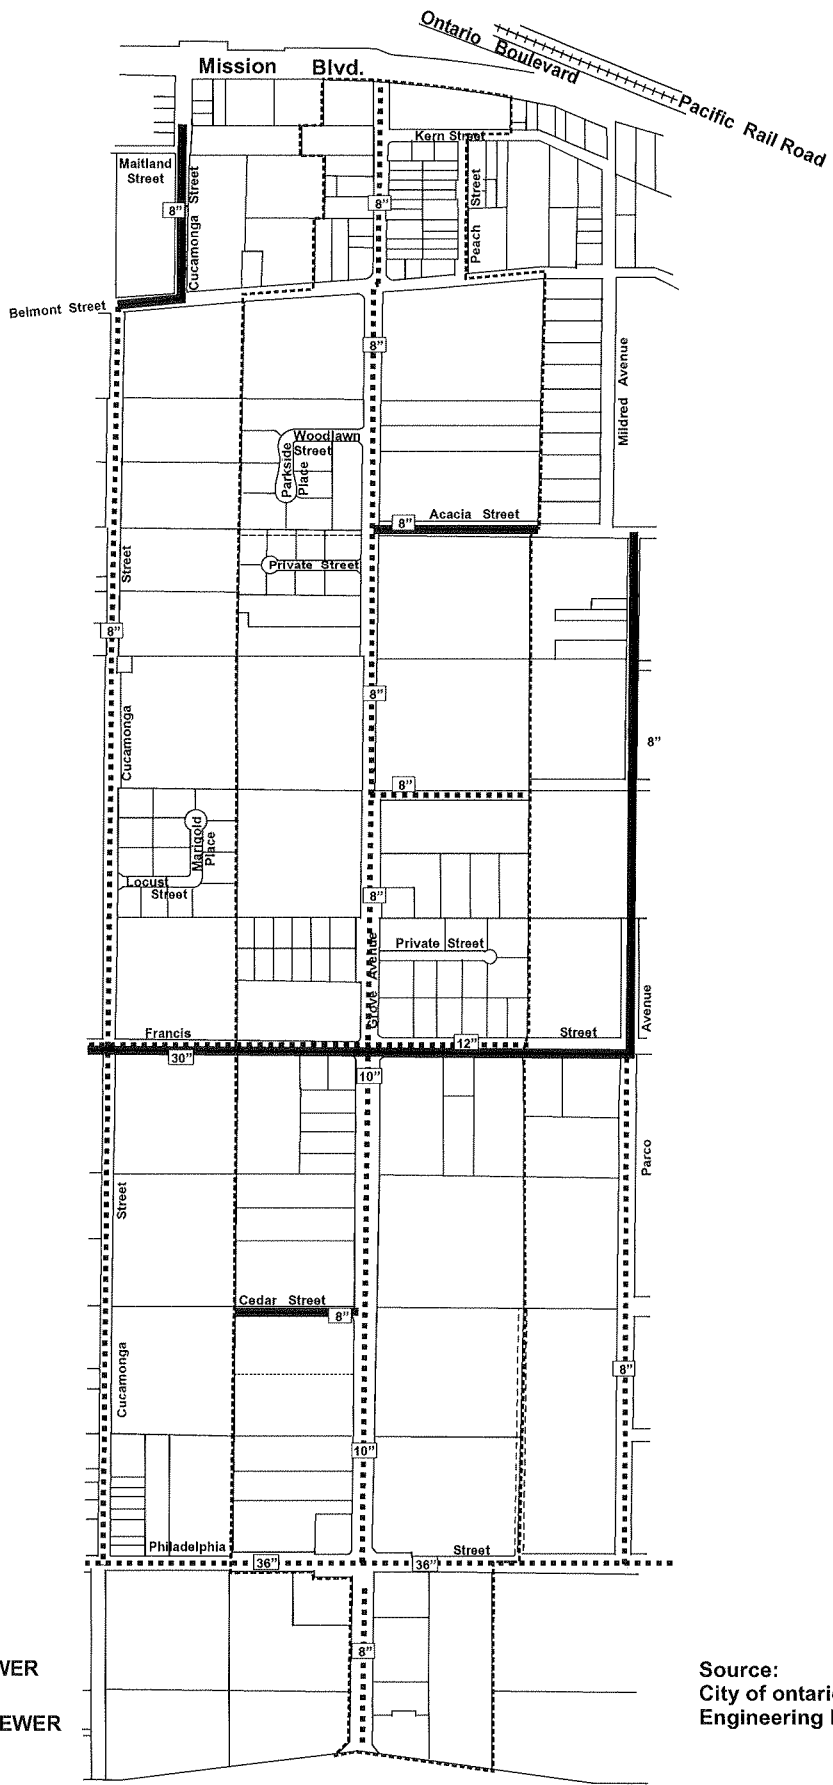 Ontario Boulevard
Pacific Rail Road
Mission Blvd.
Kern Street
Maitland
Street
Cucamonga Street
Peach Street
8”
8”
Belmont Street
8”
Mildred Avenue
Woodlawn
Street
Parkside
Place
Acacia Street
8”
Private Street
Street
8”
8”
Cucamonga
8”
8”
Marigold
Place
Locust
Street
8”
Grove Avenue
Private Street
Avenue
Francis
Street
12”
30”
10”
Parco
Street
Cedar Street
8”
8”
Cucamonga
10”
Philadelphia
Street
36”
36”
8”
WER
EWER
Source:
City of ontario
Engineering